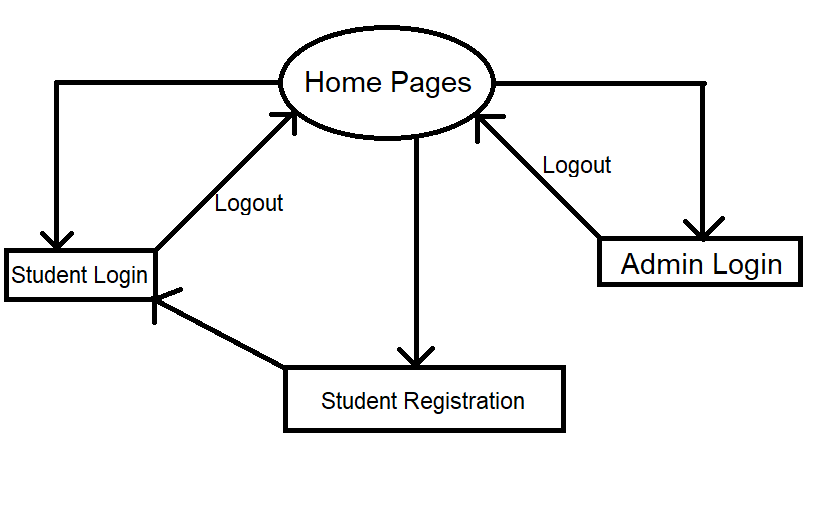 Home Pages
Logout
Logout
Student Login
Admin Login
Student Registration